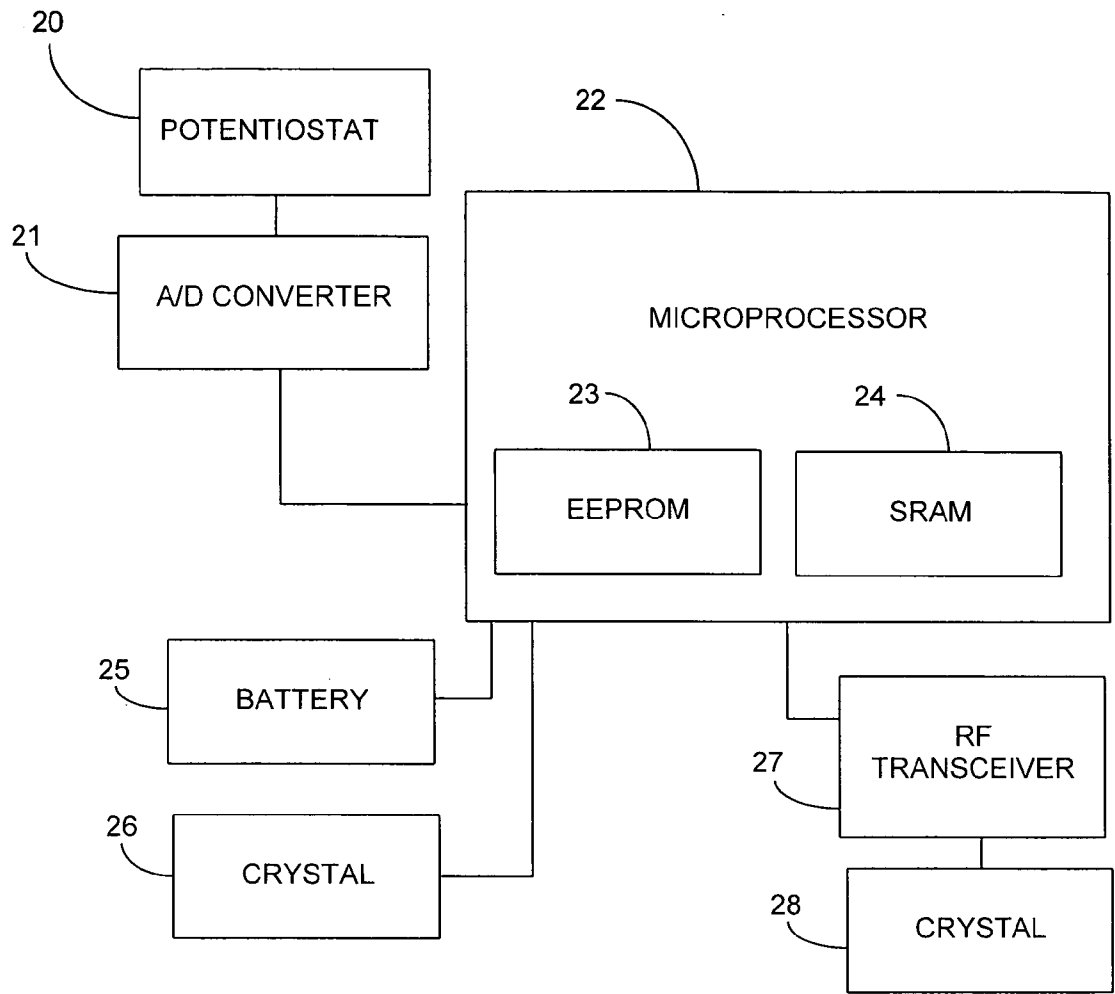 20
POTENTIOSTAT
22
21
A/D CONVERTER
MICROPROCESSOR
23
24
EEPROM
SRAM
25
BATTERY
RF
TRANSCEIVER
27
26
CRYSTAL
28
CRYSTAL